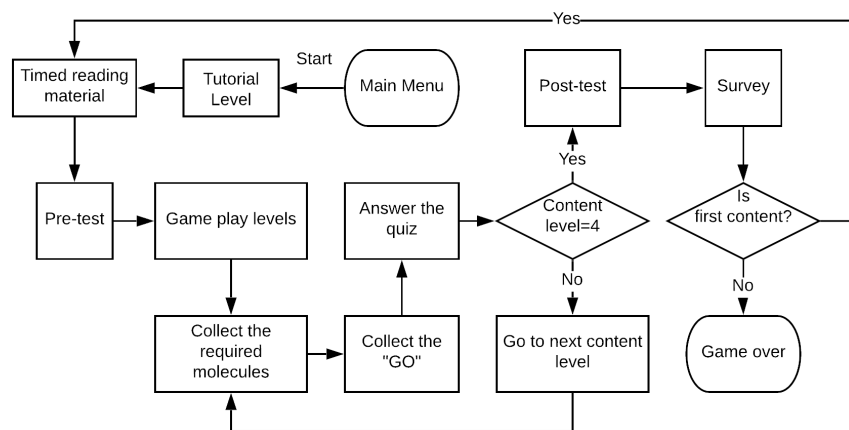 Yes
Timed reading
material
Tutorial
Level
Start
Main Menu
Post-test
Survey
Pre-test
Game play levels
Answer the
quiz
Yes
Content
level=4
Is
first content?
No
No
Collect the
required
molecules
Collect the
"GO"
Go to next content
level
Game over